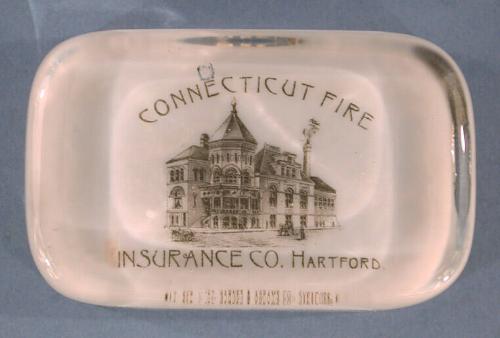 CONNECTICUT FIRE
INSURANCE CO. HARTFORD.